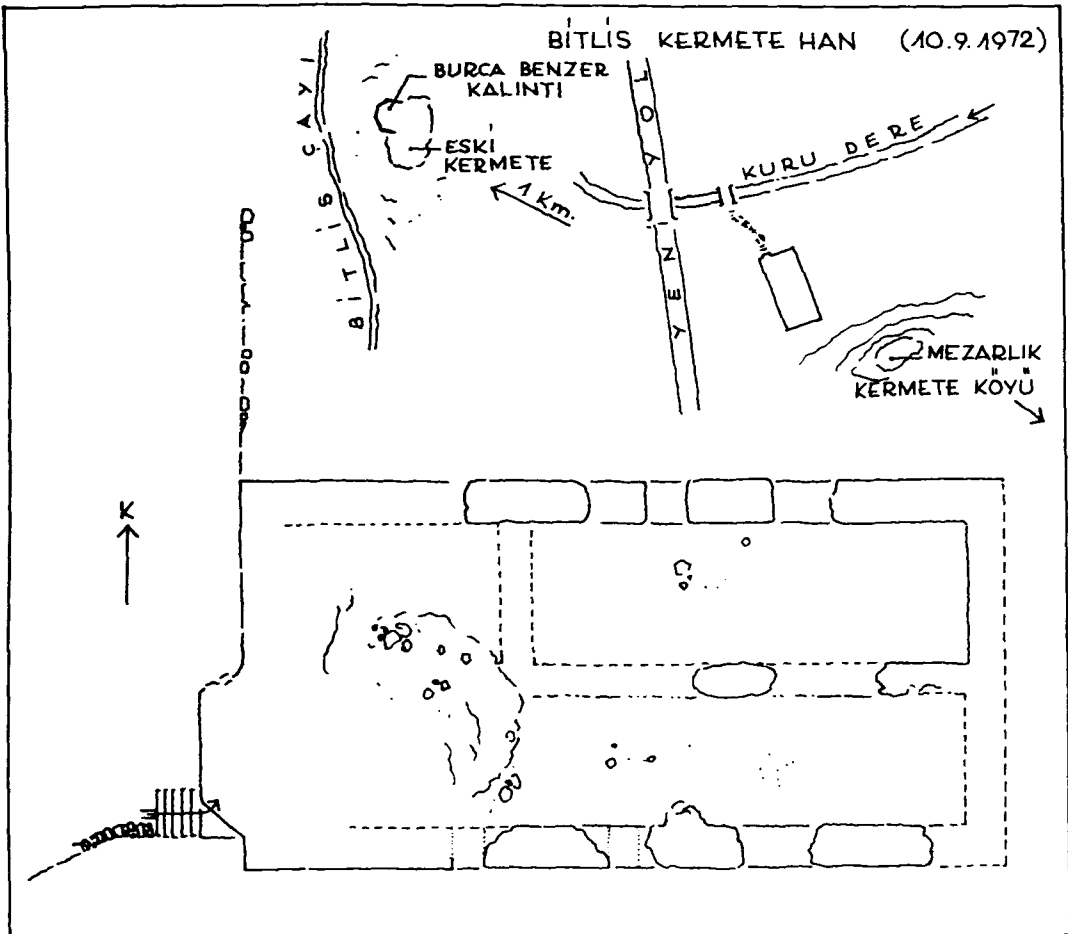 BİTLİS KERMETE HAN (10.9.1972)
BURCA BENZER
KALINTI
ESKİ
KERMETE
BİTLİS ÇAYI
1 Km.
YENİ YOL
KURU DERE
MEZARLIK
KERMETE KÖYÜ
K